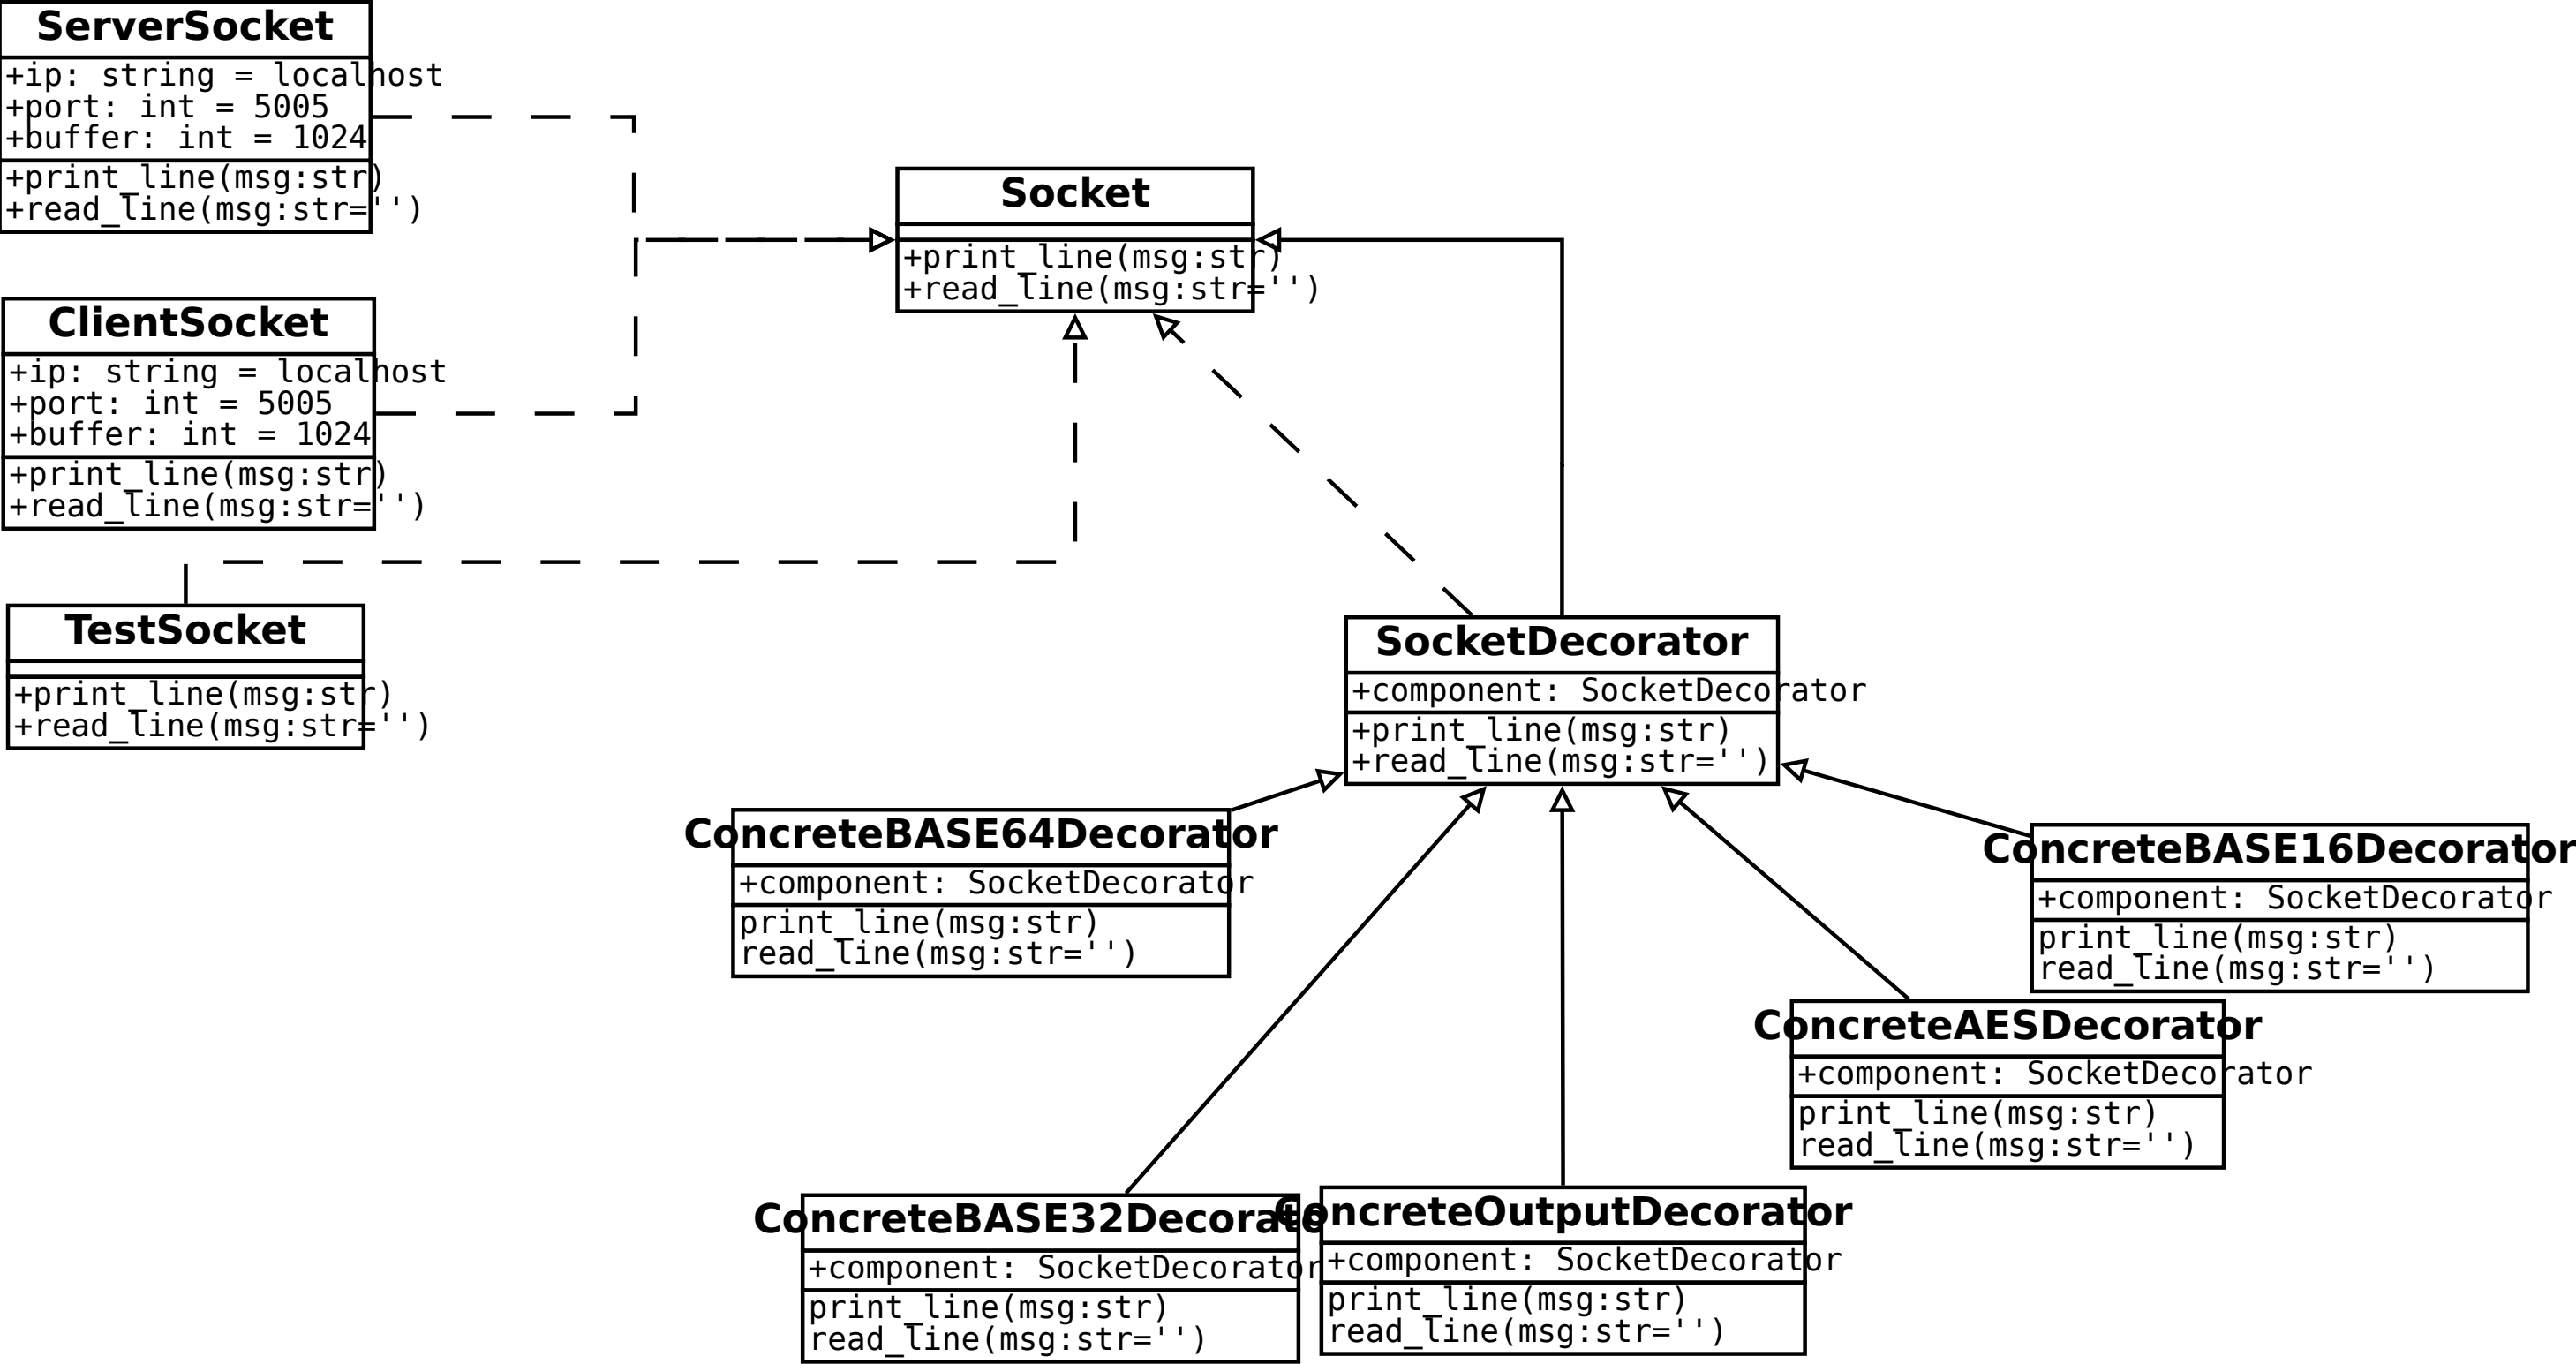 ServerSocket
+ip: string = localhost
+port: int = 5005
+buffer: int = 1024
+print_line(msg:str)
+read_line(msg:str='')
Socket
+print_line(msg:str)
+read_line(msg:str='')
ClientSocket
+ip: string = localhost
+port: int = 5005
+buffer: int = 1024
+print_line(msg:str)
+read_line(msg:str='')
TestSocket
+print_line(msg:str)
+read_line(msg:str='')
SocketDecorator
+component: SocketDecorator
+print_line(msg:str)
+read_line(msg:str='')
ConcreteBASE64Decorator
+component: SocketDecorator
print_line(msg:str)
read_line(msg:str='')
ConcreteBASE16Decorator
+component: SocketDecorator
print_line(msg:str)
read_line(msg:str='')
ConcreteAESDecorator
+component: SocketDecorator
print_line(msg:str)
read_line(msg:str='')
ConcreteBASE32Decorator
+component: SocketDecorator
print_line(msg:str)
read_line(msg:str='')
ConcreteOutputDecorator
+component: SocketDecorator
print_line(msg:str)
read_line(msg:str='')